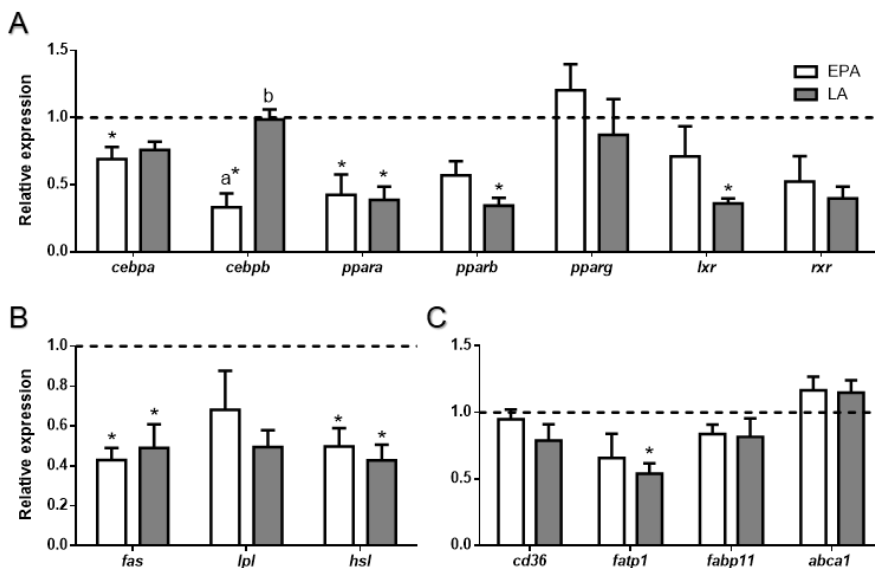 A
1.5
1.0
0.5
0.0
Relative expression
EPA
LA
*
a*
b
*
*
*
*
cebpa
cebpb
ppara
pparb
pparg
lxr
rxr
B
1.0
0.8
0.6
0.4
0.2
0.0
Relative expression
*
*
*
*
fas
lpl
hsl
C
1.5
1.0
0.5
0.0
*
cd36
fatp1
fabp11
abca1